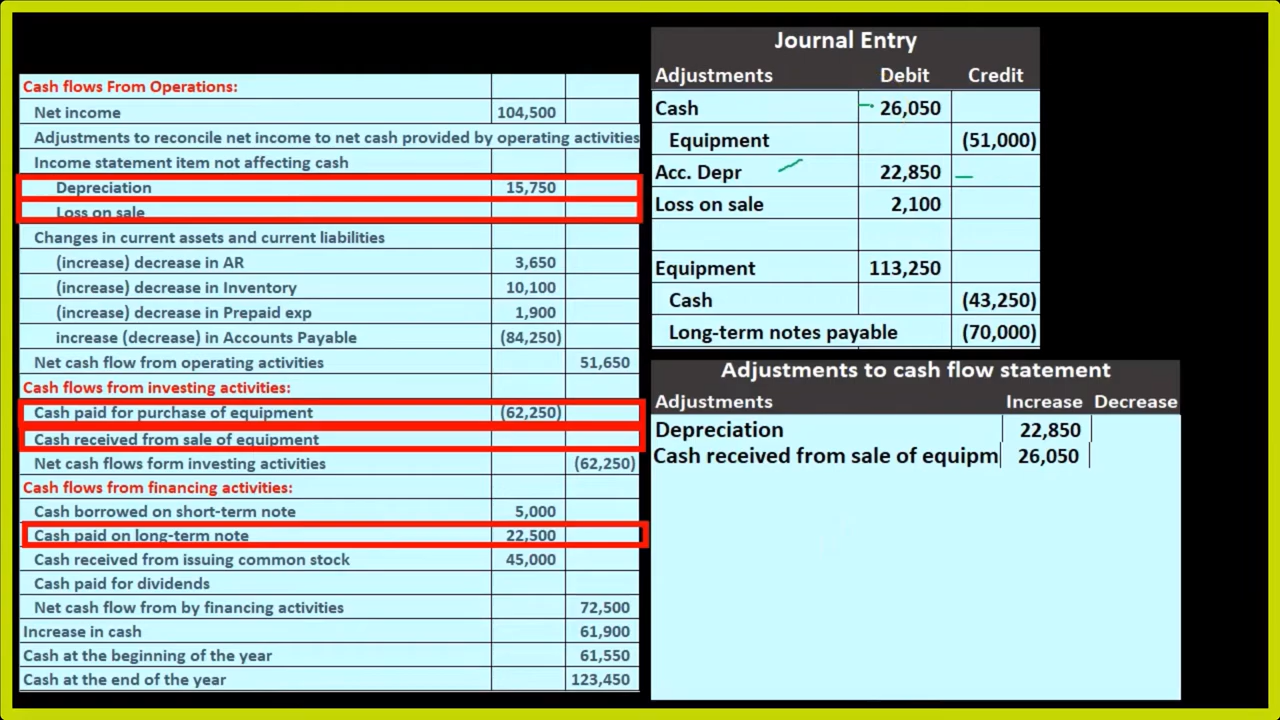 Cash flows From Operations:
Net income 104,500
Adjustments to reconcile net income to net cash provided by operating activities
Income statement item not affecting cash
Depreciation 15,750
Loss on sale
Changes in current assets and current liabilities
(increase) decrease in AR 3,650
(increase) decrease in Inventory 10,100
(increase) decrease in Prepaid exp 1,900
increase (decrease) in Accounts Payable (84,250)
Net cash flow from operating activities 51,650
Cash flows from investing activities:
Cash paid for purchase of equipment (62,250)
Cash received from sale of equipment
Net cash flows form investing activities (62,250)
Cash flows from financing activities:
Cash borrowed on short-term note 5,000
Cash paid on long-term note 22,500
Cash received from issuing common stock 45,000
Cash paid for dividends
Net cash flow from by financing activities 72,500
Increase in cash 61,900
Cash at the beginning of the year 61,550
Cash at the end of the year 123,450
Journal Entry
Adjustments Debit Credit
Cash 26,050
Equipment (51,000)
Acc. Depr 22,850
Loss on sale 2,100
Equipment 113,250
Cash (43,250)
Long-term notes payable (70,000)
Adjustments to cash flow statement
Adjustments Increase Decrease
Depreciation 22,850
Cash received from sale of equipm 26,050